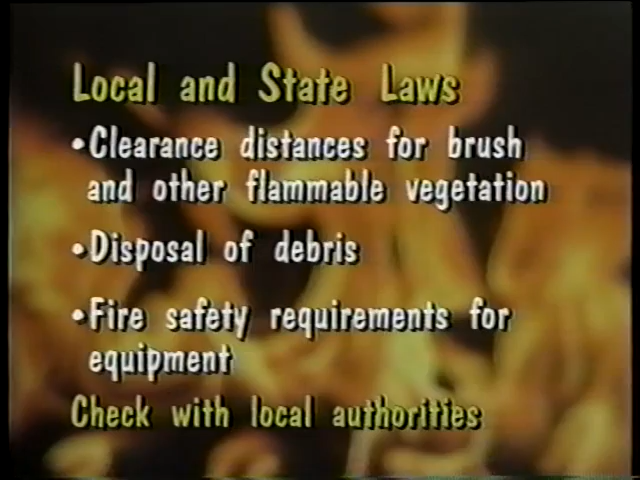 Local and State Laws
•Clearance distances for brush
and other flammable vegetation
•Disposal of debris
•Fire safety requirements for
equipment
Check with local authorities